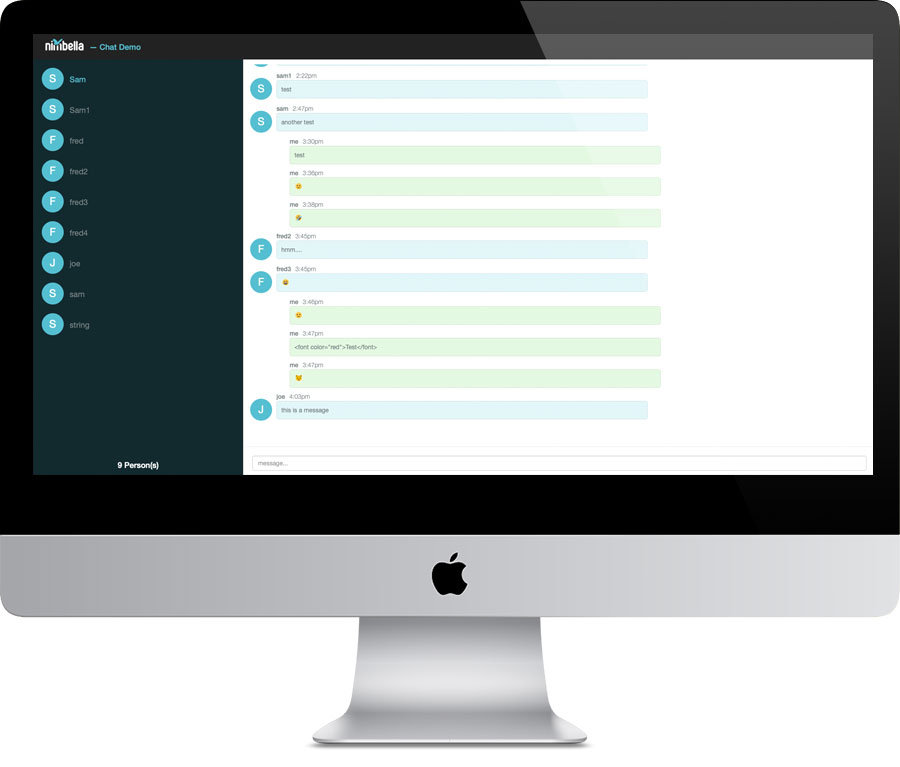 nimbella — Chat Demo
S Sam
S Sam1
F fred
F fred2
F fred3
F fred4
J joe
S sam
S string
9 Person(s)
sam1 2:22pm
S test
sam 2:47pm
S another test
me 3:30pm
test
me 3:36pm
me 3:38pm
fred2 3:45pm
F hmm....
fred3 3:45pm
F
me 3:46pm
me 3:47pm
<font color="red">Test</font>
me 3:47pm
joe 4:03pm
J this is a message
message...